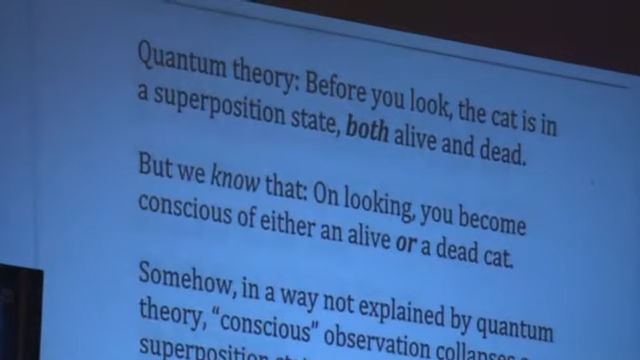 Quantum theory: Before you look, the cat is in
a superposition state, both alive and dead.
But we know that: On looking, you become
conscious of either an alive or a dead cat.
Somehow, in a way not explained by quantum
theory, “conscious” observation collapses
superposition